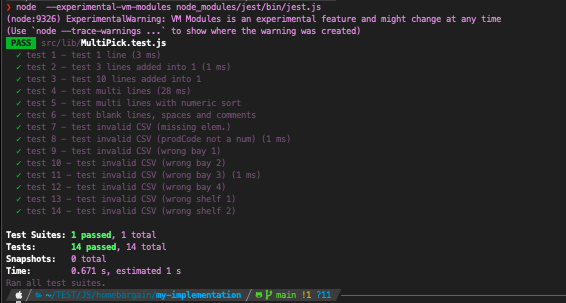 ❯ node --experimental-vm-modules node_modules/jest/bin/jest.js
(node:9326) ExperimentalWarning: VM Modules is an experimental feature and might change at any time
(Use `node --trace-warnings ...` to show where the warning was created)
PASS src/lib/MultiPick.test.js
✓ test 1 - test 1 line (3 ms)
✓ test 2 - test 3 lines added into 1 (1 ms)
✓ test 3 - test 10 lines added into 1
✓ test 4 - test multi lines (28 ms)
✓ test 5 - test multi lines with numeric sort
✓ test 6 - test blank lines, spaces and comments
✓ test 7 - test invalid CSV (missing elem.)
✓ test 8 - test invalid CSV (prodCode not a num) (1 ms)
✓ test 9 - test invalid CSV (wrong bay 1)
✓ test 10 - test invalid CSV (wrong bay 2)
✓ test 11 - test invalid CSV (wrong bay 3) (1 ms)
✓ test 12 - test invalid CSV (wrong bay 4)
✓ test 13 - test invalid CSV (wrong shelf 1)
✓ test 14 - test invalid CSV (wrong shelf 2)
Test Suites: 1 passed, 1 total
Tests: 14 passed, 14 total
Snapshots: 0 total
Time: 0.671 s, estimated 1 s
Ran all test suites.
~/TEST/JS/homebargain/my-implementation main !1 ?11